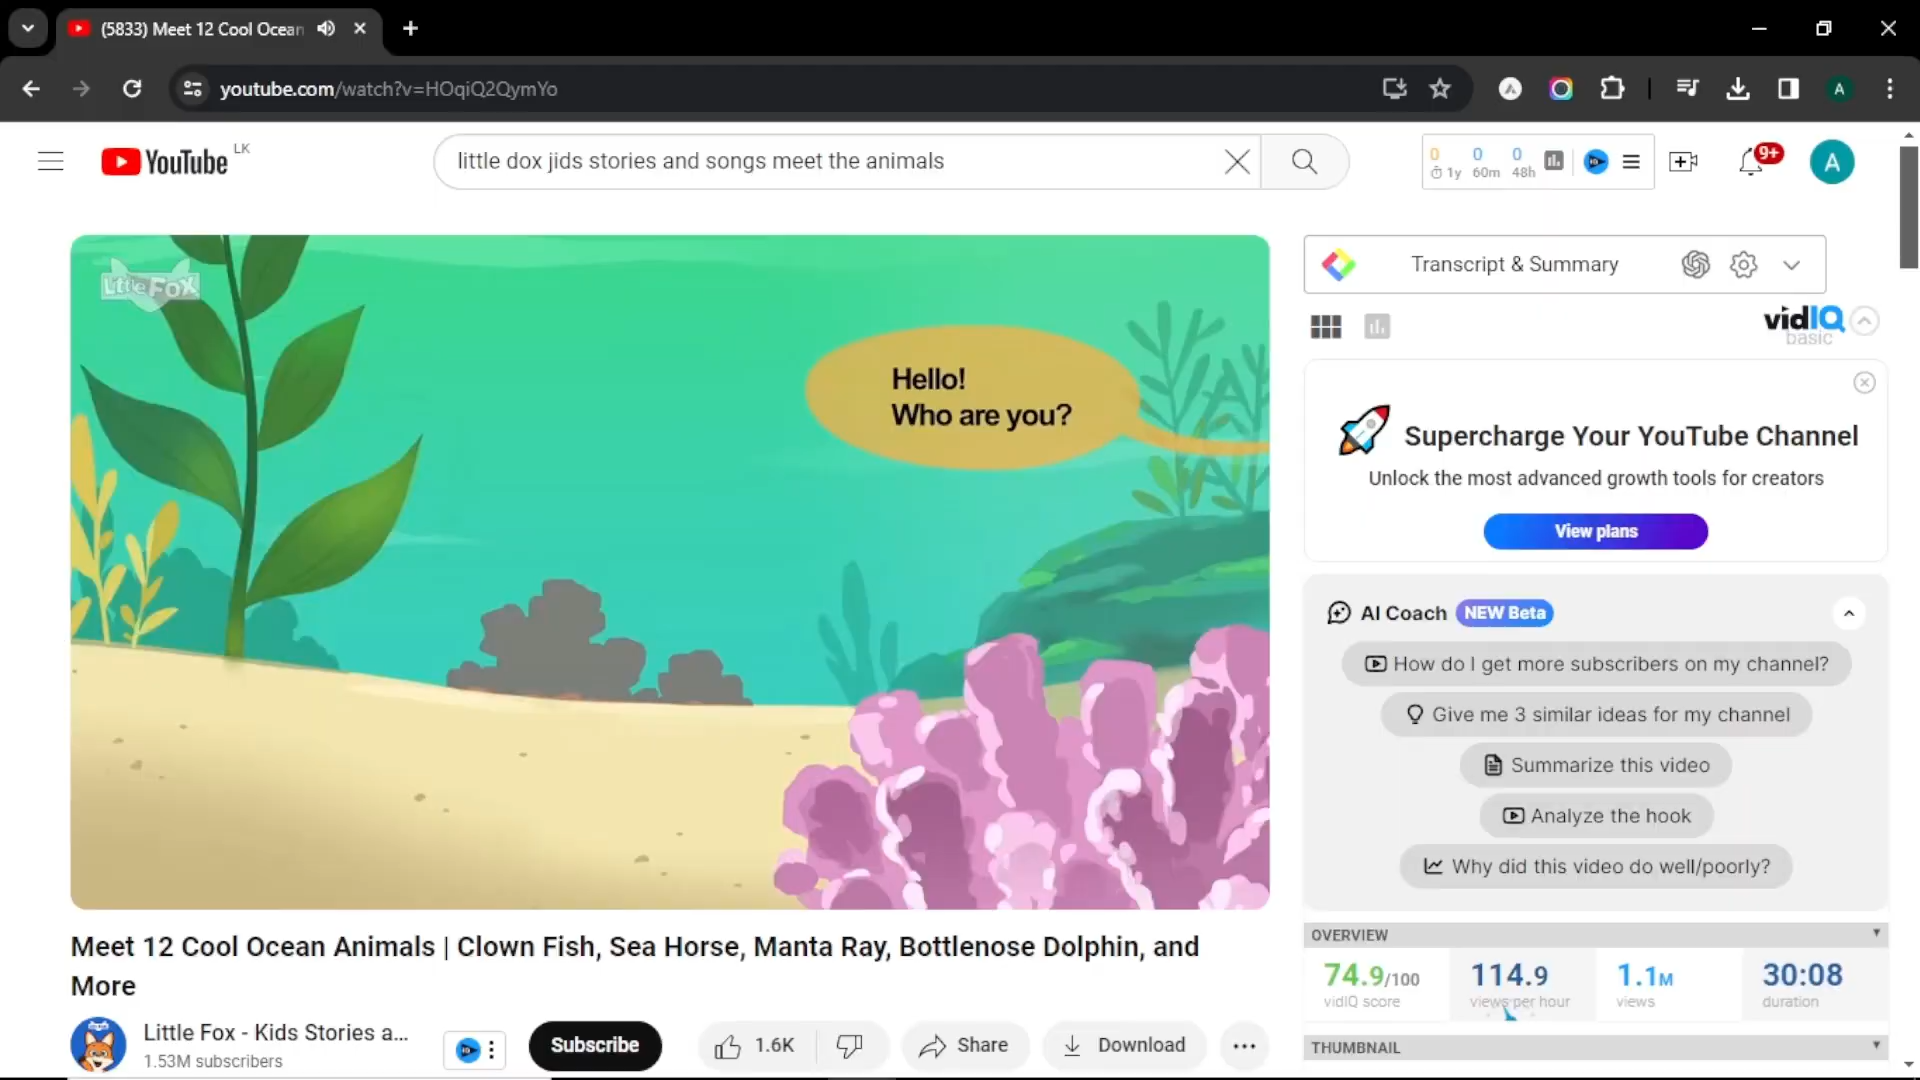 (5833) Meet 12 Cool Ocean
youtube.com/watch?v=HOqiQ2QymYo
A
YouTube LK
little dox jids stories and songs meet the animals
0 0 0
1y 60m 48h
9+
A
Little Fox
Hello!
Who are you?
Transcript & Summary
vidIQ
basic
Supercharge Your YouTube Channel
Unlock the most advanced growth tools for creators
View plans
AI Coach NEW Beta
How do I get more subscribers on my channel?
Give me 3 similar ideas for my channel
Summarize this video
Analyze the hook
Why did this video do well/poorly?
OVERVIEW
74.9/100 114.9 1.1M 30:08
vidIQ score views per hour views duration
THUMBNAIL
Meet 12 Cool Ocean Animals | Clown Fish, Sea Horse, Manta Ray, Bottlenose Dolphin, and
More
Little Fox - Kids Stories a...
1.53M subscribers
Subscribe
1.6K
Share
Download